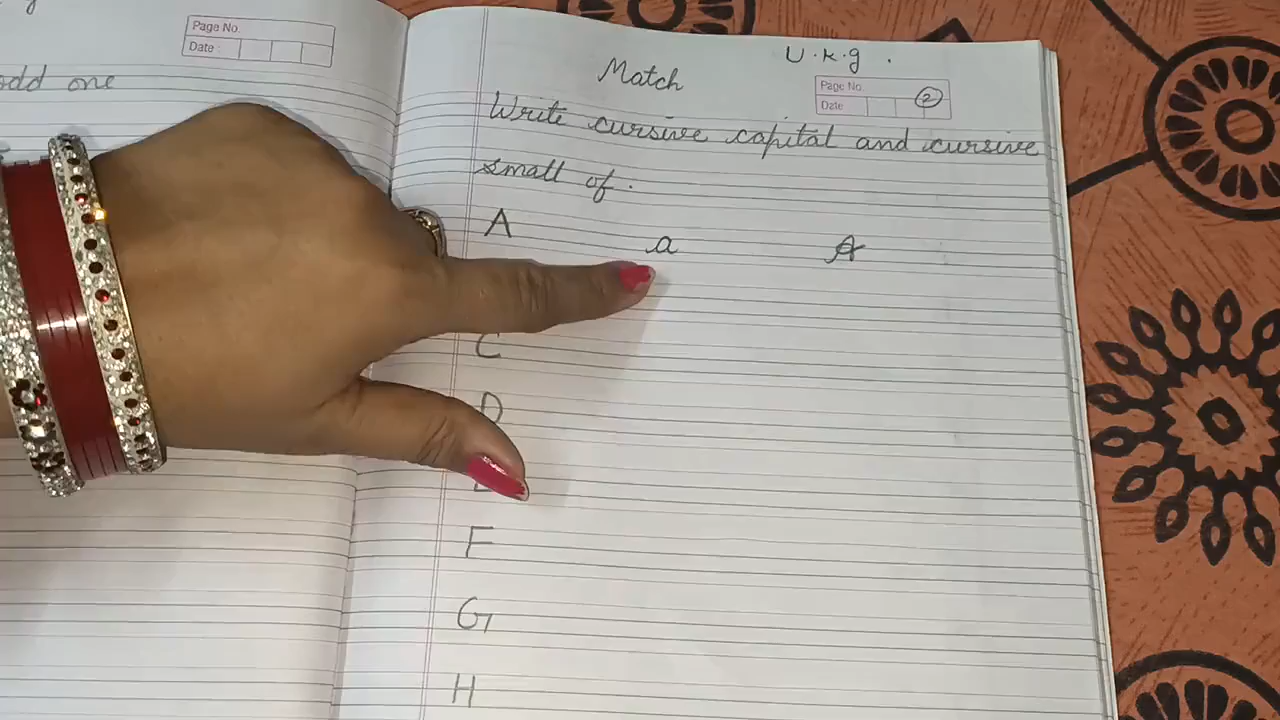 Page No.
Date :
odd one
U.k.g.
Match
Page No.
Date
2
Write cursive capital and cursive
small of.
A a A
C
D
F
G
H